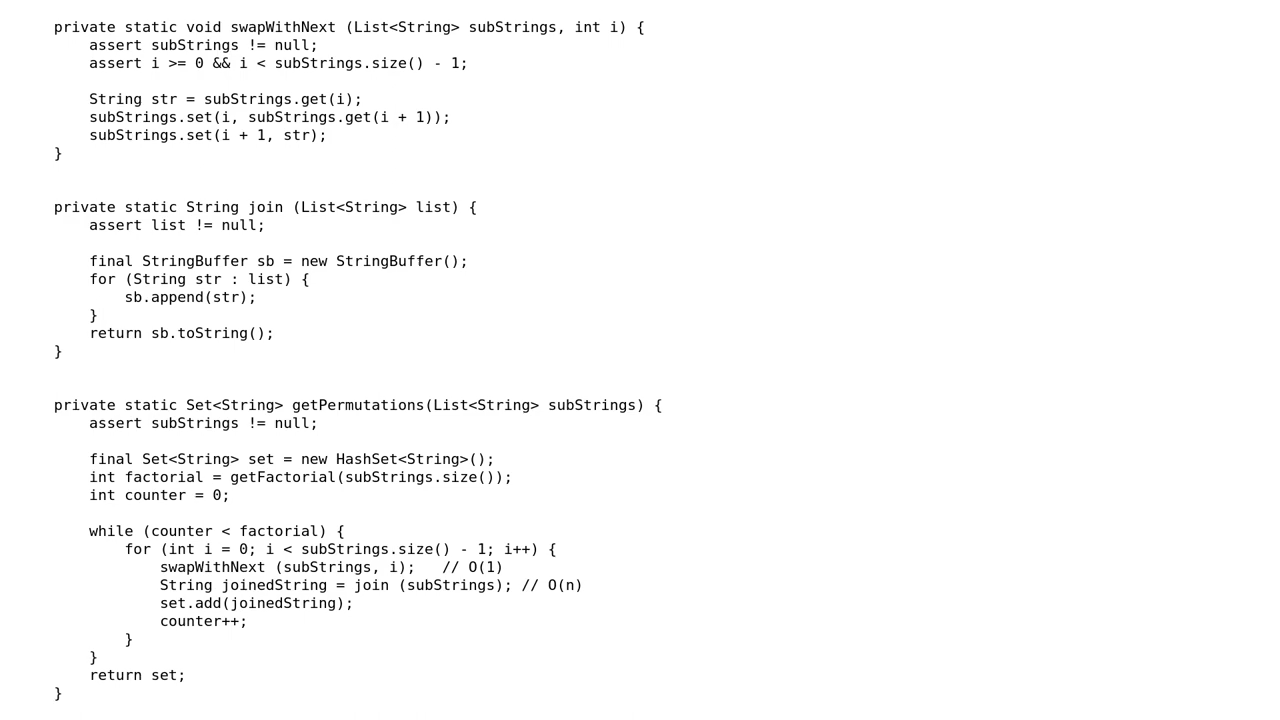 private static void swapWithNext (List<String> subStrings, int i) {
    assert subStrings != null;
    assert i >= 0 && i < subStrings.size() - 1;

    String str = subStrings.get(i);
    subStrings.set(i, subStrings.get(i + 1));
    subStrings.set(i + 1, str);
}

private static String join (List<String> list) {
    assert list != null;

    final StringBuffer sb = new StringBuffer();
    for (String str : list) {
        sb.append(str);
    }
    return sb.toString();
}

private static Set<String> getPermutations(List<String> subStrings) {
    assert subStrings != null;

    final Set<String> set = new HashSet<String>();
    int factorial = getFactorial(subStrings.size());
    int counter = 0;

    while (counter < factorial) {
        for (int i = 0; i < subStrings.size() - 1; i++) {
            swapWithNext (subStrings, i);   // O(1)
            String joinedString = join (subStrings); // O(n)
            set.add(joinedString);
            counter++;
        }
    }
    return set;
}